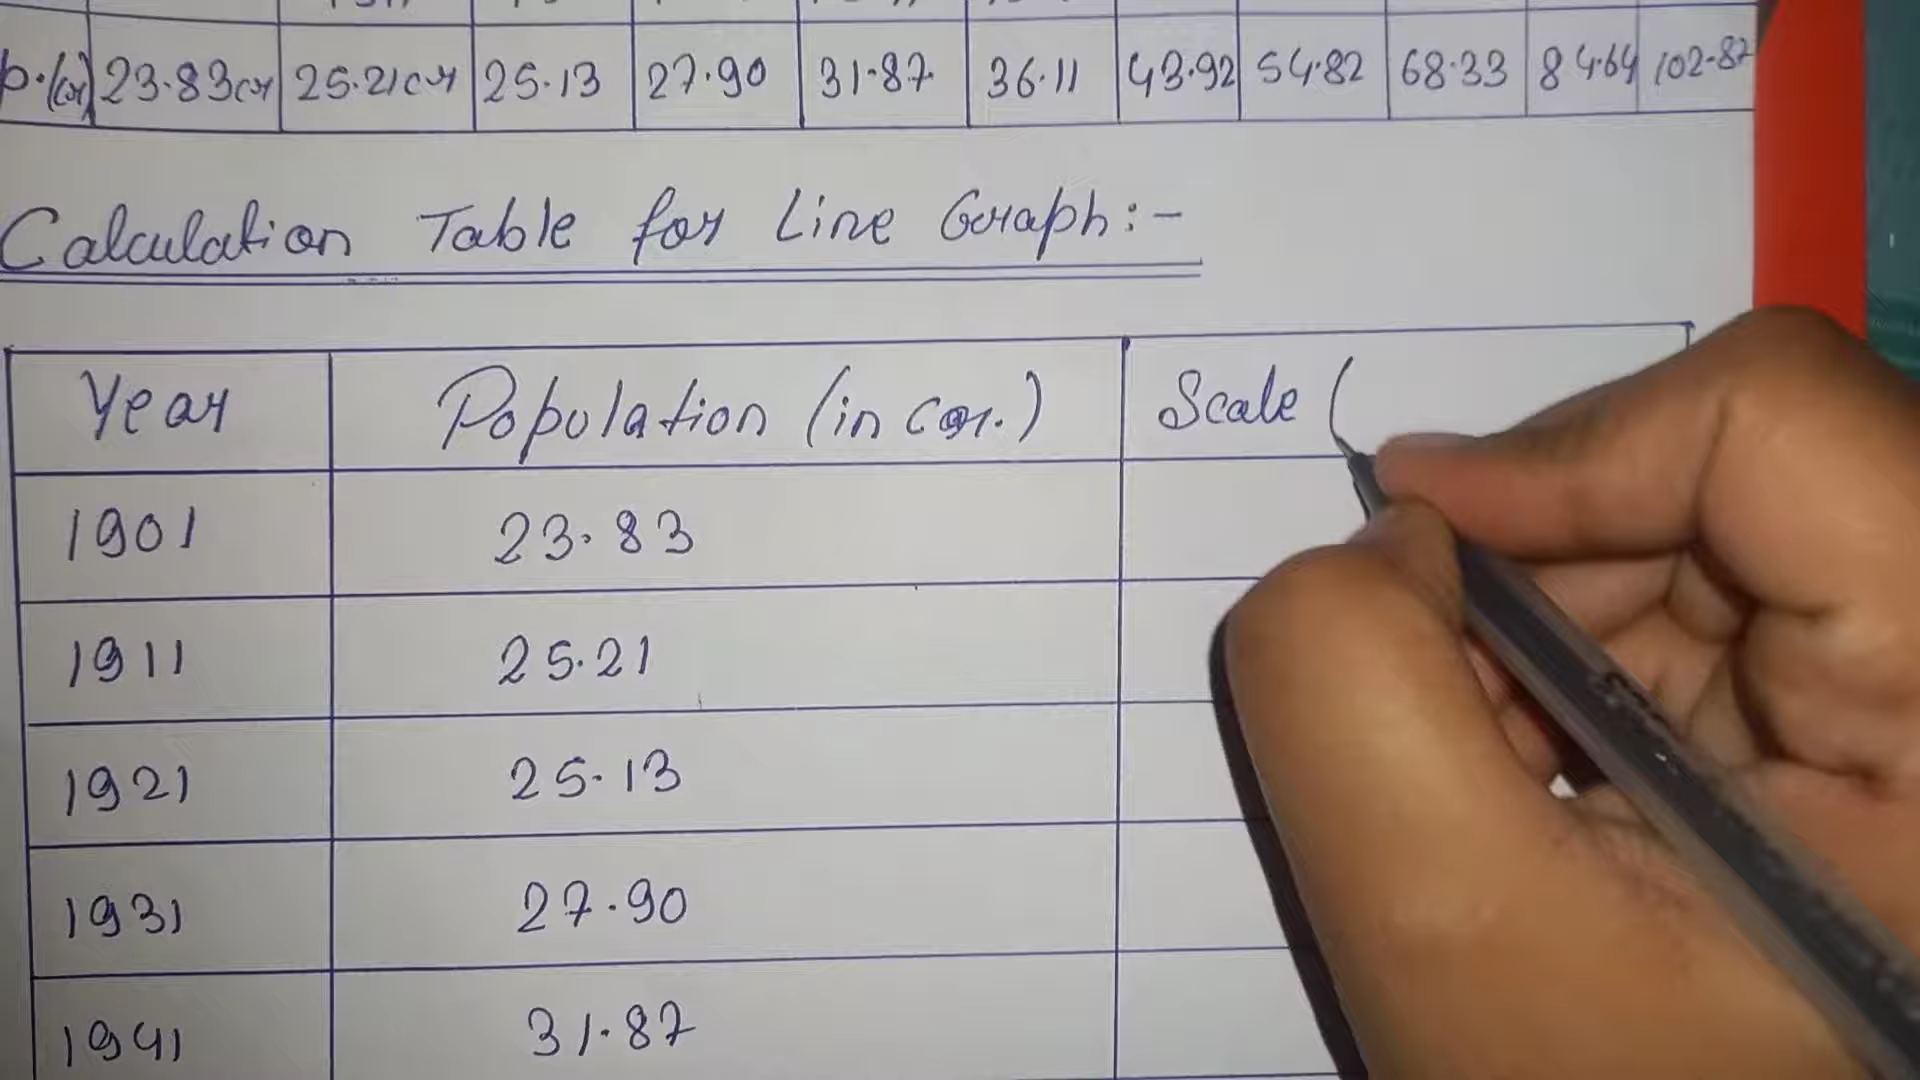 p.(cr) 23.83cr 25.21cr 25.13 27.90 31.87 36.11 43.92 54.82 68.33 84.64 102.87
Calculation Table for Line Graph:-
Year Population (in cor.) Scale (
1901 23.83
1911 25.21
1921 25.13
1931 27.90
1941 31.87